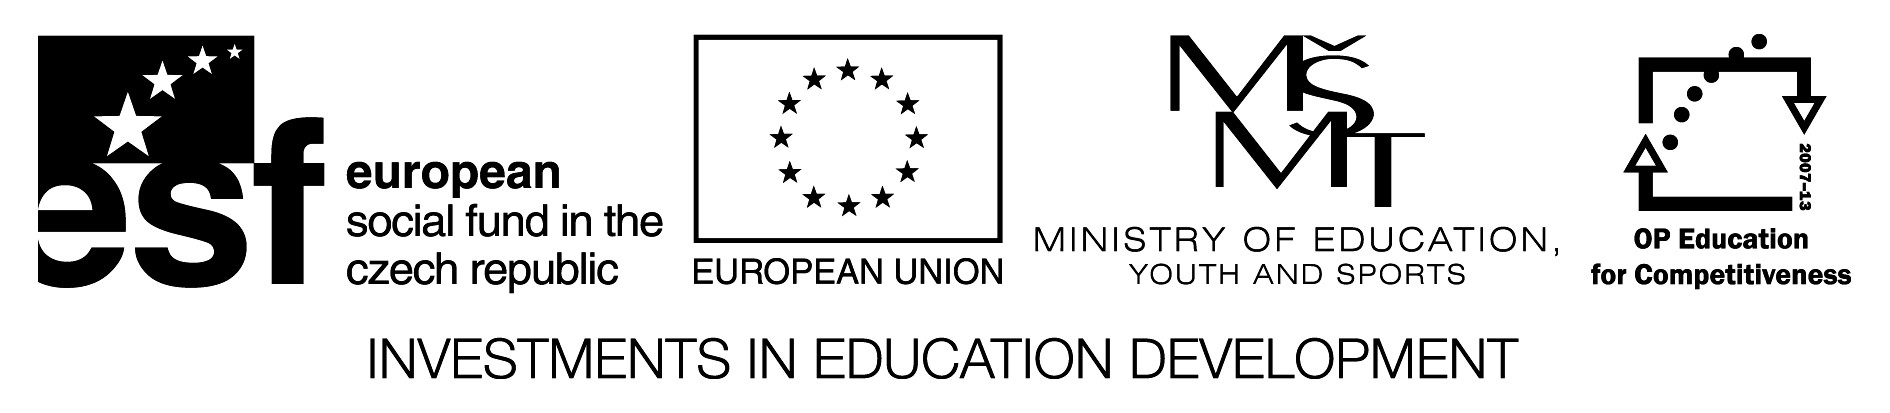 esf
european
social fund in the
czech republic
EUROPEAN UNION
MŠMT
MINISTRY OF EDUCATION,
YOUTH AND SPORTS
2007-13
OP Education
for Competitiveness
INVESTMENTS IN EDUCATION DEVELOPMENT